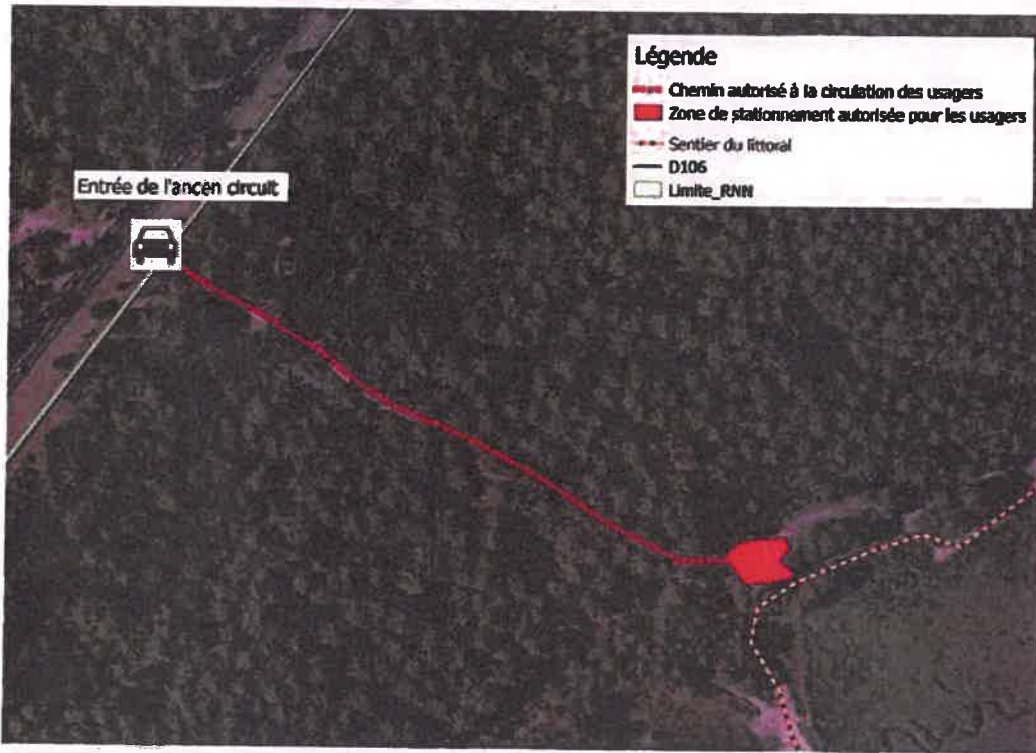 Légende
Chemin autorisé à la circulation des usagers
Zone de stationnement autorisée pour les usagers
Sentier du littoral
D106
Limite_RNN
Entrée de l'ancen circuit